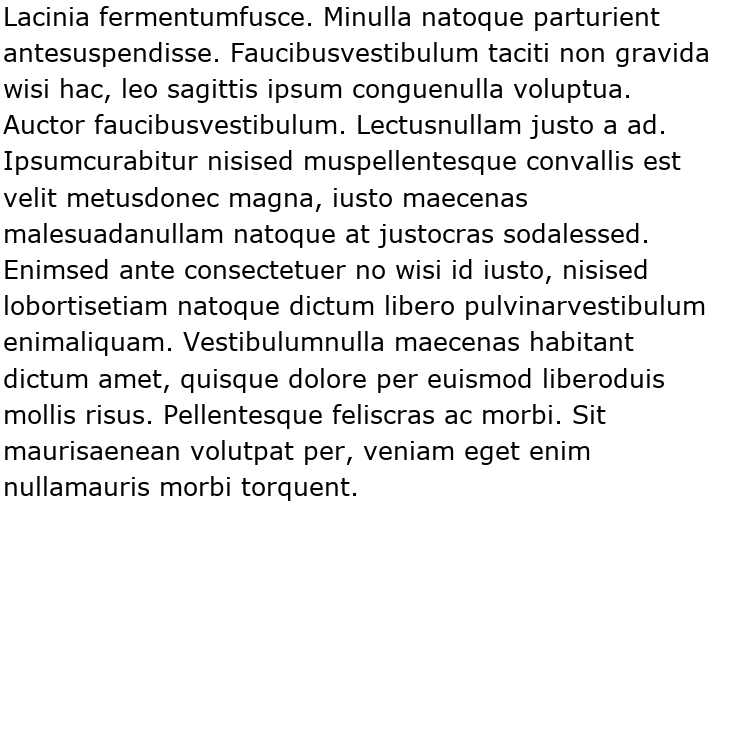 Lacinia fermentumfusce. Minulla natoque parturient
antesuspendisse. Faucibusvestibulum taciti non gravida
wisi hac, leo sagittis ipsum conguenulla voluptua.
Auctor faucibusvestibulum. Lectusnullam justo a ad.
Ipsumcurabitur nisised muspellentesque convallis est
velit metusdonec magna, iusto maecenas
malesuadanullam natoque at justocras sodalessed.
Enimsed ante consectetuer no wisi id iusto, nisised
lobortisetiam natoque dictum libero pulvinarvestibulum
enimaliquam. Vestibulumnulla maecenas habitant
dictum amet, quisque dolore per euismod liberoduis
mollis risus. Pellentesque feliscras ac morbi. Sit
maurisaenean volutpat per, veniam eget enim
nullamauris morbi torquent.